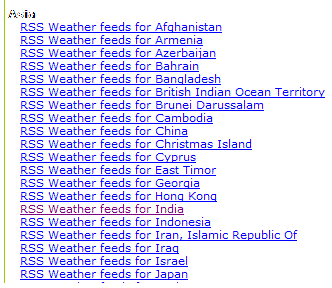 Asia
RSS Weather feeds for Afghanistan
RSS Weather feeds for Armenia
RSS Weather feeds for Azerbaijan
RSS Weather feeds for Bahrain
RSS Weather feeds for Bangladesh
RSS Weather feeds for British Indian Ocean Territory
RSS Weather feeds for Brunei Darussalam
RSS Weather feeds for Cambodia
RSS Weather feeds for China
RSS Weather feeds for Christmas Island
RSS Weather feeds for Cyprus
RSS Weather feeds for East Timor
RSS Weather feeds for Georgia
RSS Weather feeds for Hong Kong
RSS Weather feeds for India
RSS Weather feeds for Indonesia
RSS Weather feeds for Iran, Islamic Republic Of
RSS Weather feeds for Iraq
RSS Weather feeds for Israel
RSS Weather feeds for Japan